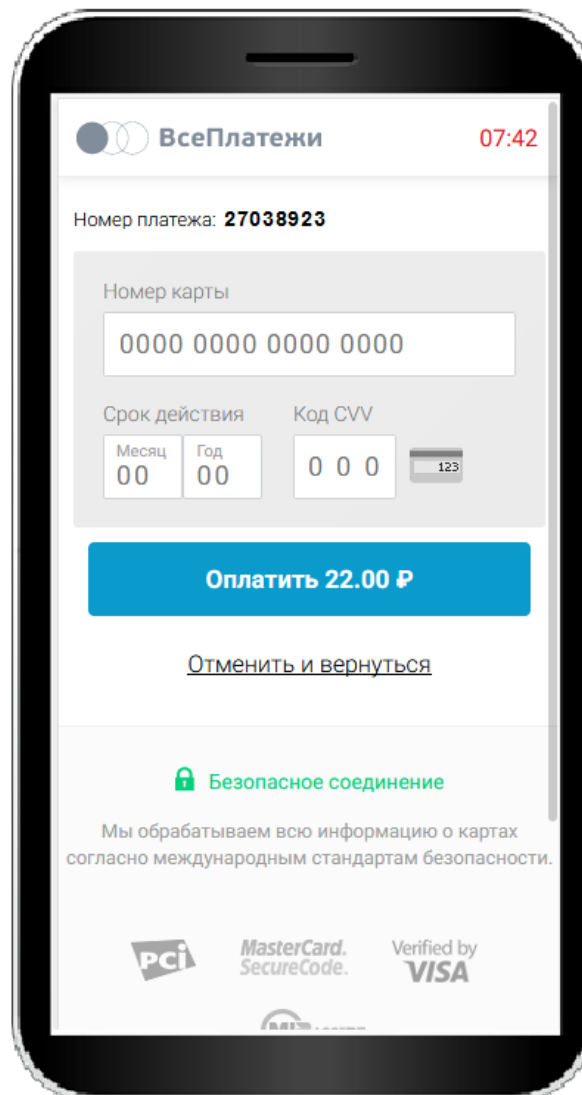 ВсеПлатежи 07:42
Номер платежа: 27038923
Номер карты
0000 0000 0000 0000
Срок действия Код CVV
Месяц Год
00 00 0 0 0 123
Оплатить 22.00 ₽
Отменить и вернуться
Безопасное соединение
Мы обрабатываем всю информацию о картах
согласно международным стандартам безопасности.
PCI MasterCard. SecureCode. Verified by VISA